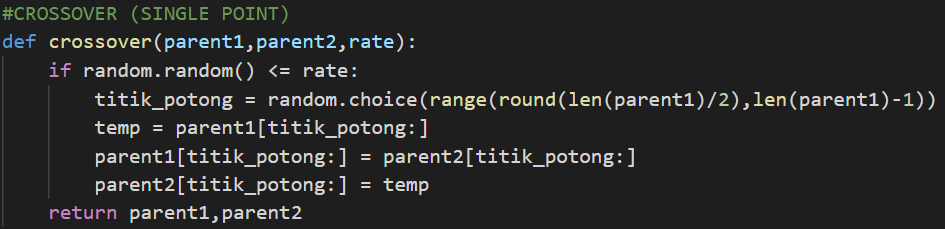 #CROSSOVER (SINGLE POINT)
def crossover(parent1,parent2,rate):
    if random.random() <= rate:
        titik_potong = random.choice(range(round(len(parent1)/2),len(parent1)-1))
        temp = parent1[titik_potong:]
        parent1[titik_potong:] = parent2[titik_potong:]
        parent2[titik_potong:] = temp
    return parent1,parent2